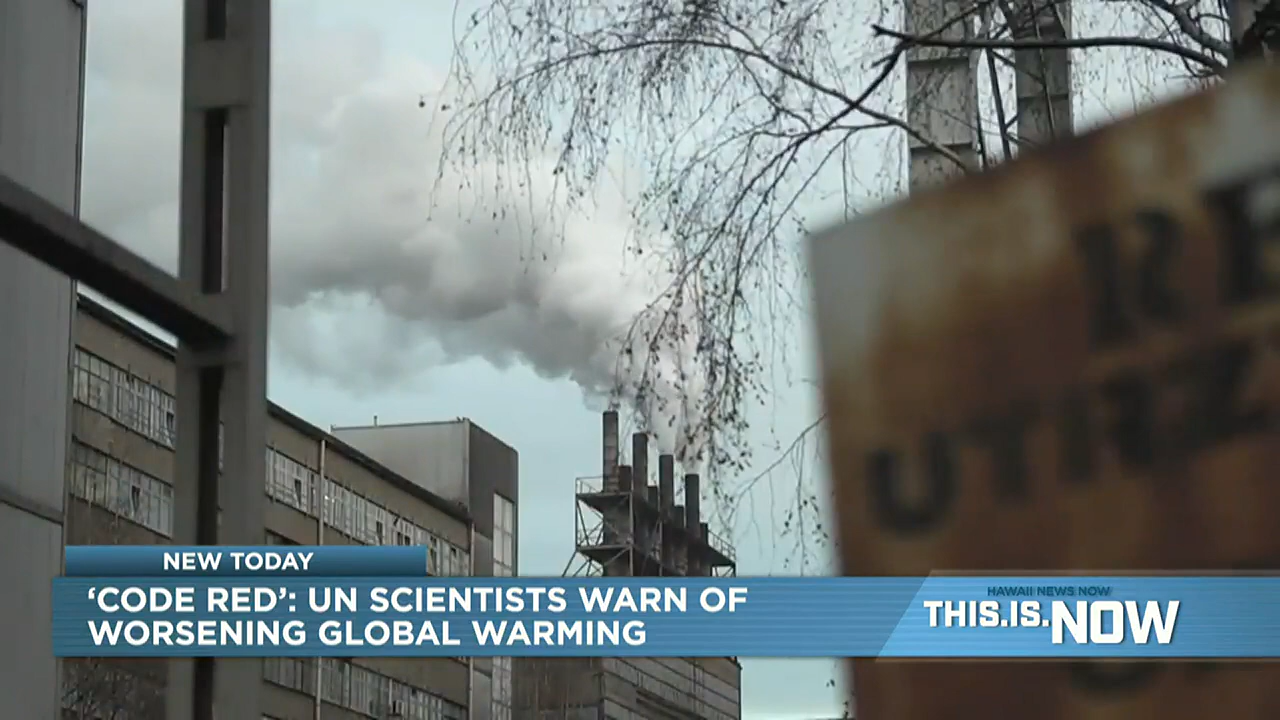 NEW TODAY
‘CODE RED’: UN SCIENTISTS WARN OF
WORSENING GLOBAL WARMING
HAWAII NEWS NOW
THIS.IS.NOW